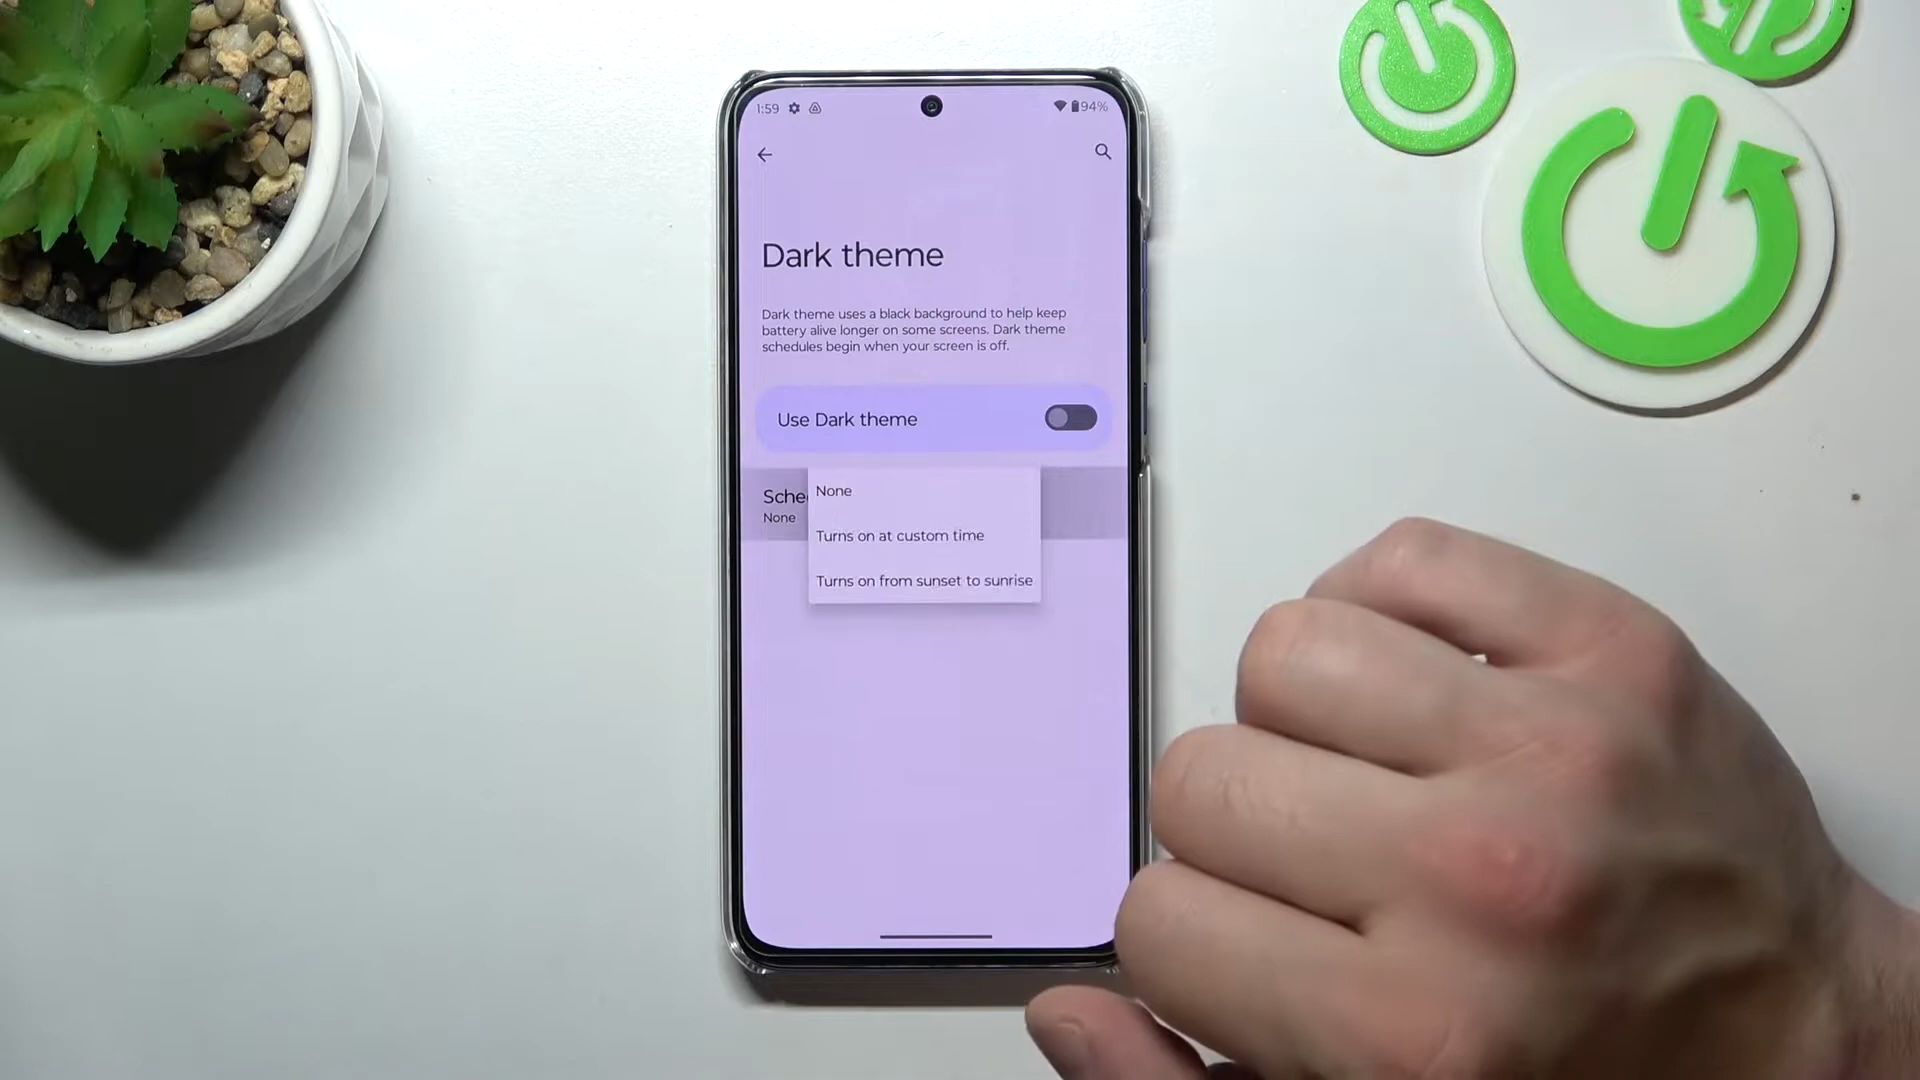 1:59 94%
Dark theme
Dark theme uses a black background to help keep
battery alive longer on some screens. Dark theme
schedules begin when your screen is off.
Use Dark theme
Sche
None
None
Turns on at custom time
Turns on from sunset to sunrise